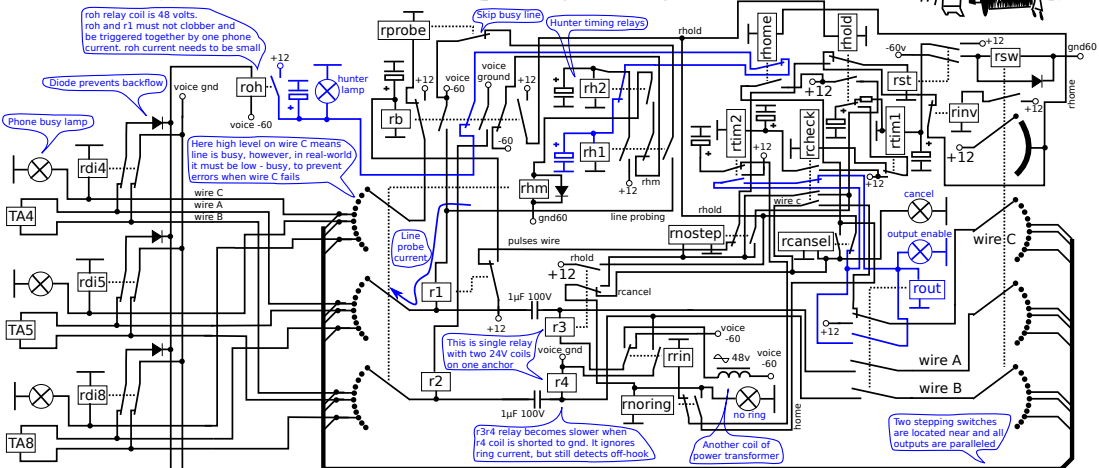 roh relay coil is 48 volts.
roh and r1 must not clobber and
be triggered together by one phone
current. roh current needs to be small
+12
hunter
lamp
roh
voice -60
Diode prevents backflow
voice gnd
Phone busy lamp
rdi4
TA4
wire C
wire A
wire B
Here high level on wire C means
line is busy, however, in real-world
it must be low - busy, to prevent
errors when wire C fails
rdi5
TA5
rdi8
TA8
rprobe
Skip busy line
Hunter timing relays
+12
voice
-60
voice
ground
+12
rb
-60
rh2
rh1
rhm
+12
rhm
gnd60
line probing
rhold
rhome
rhold
+12
-60v
+12
rst
rsw
gnd60
rhome
rinv
+12
+12
rtim2
+12
rcheck
rtim1
+12
wire c
rhold
rnostep
rcansel
cancel
output enable
rout
wire C
+12
wire A
wire B
Line
probe
current
pulses wire
r1
+12
rhold
+12
rcancel
1µF 100V
r3
This is single relay
with two 24V coils
on one anchor
voice gnd
r2
r4
1µF 100V
voice
-60
48v
voice
-60
rrin
rnoring
no ring
rhome
r3r4 relay becomes slower when
r4 coil is shorted to gnd. It ignores
ring current, but still detects off-hook
Another coil of
power transformer
Two stepping switches
are located near and all
outputs are paralleled